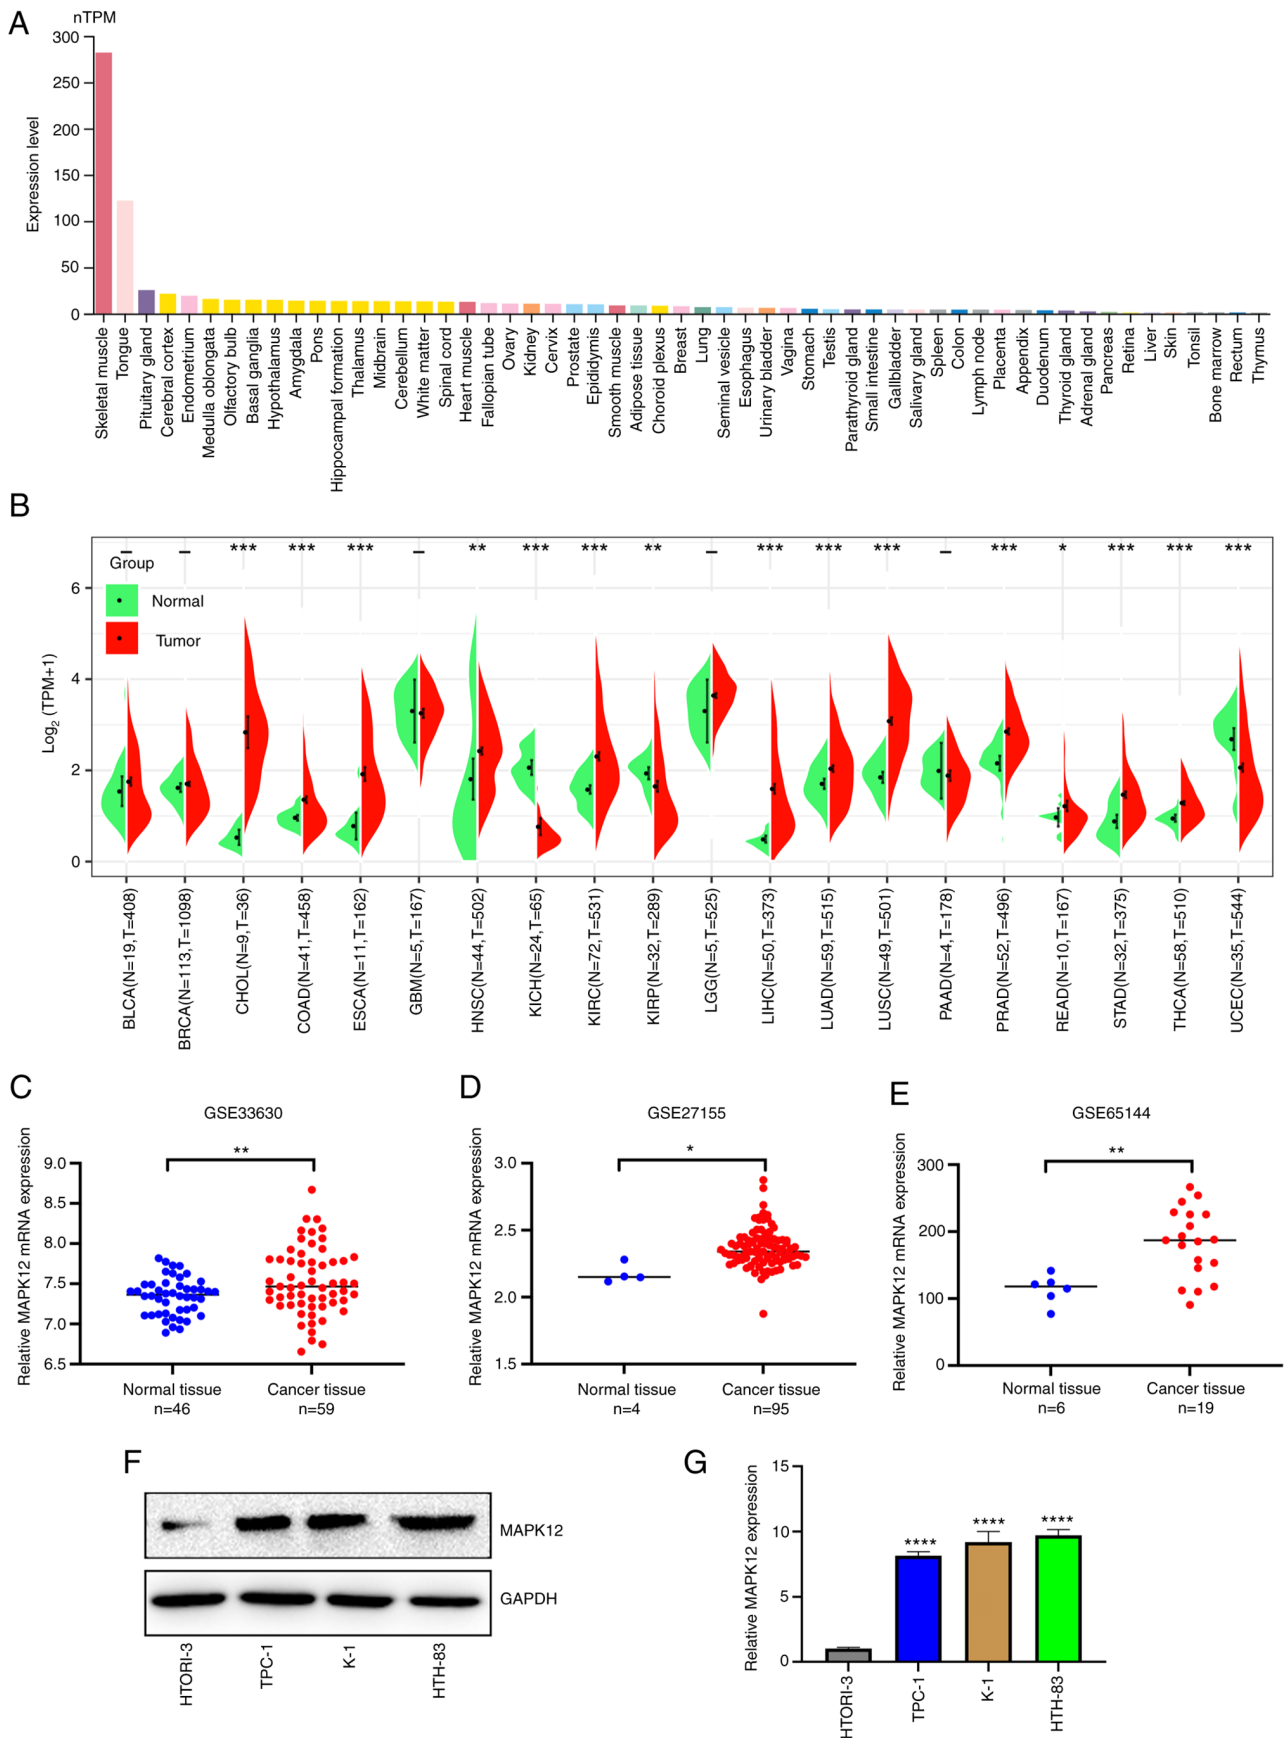 A
nTPM
300
250
200
150
100
50
0
Expression level
Skeletal muscle
Tongue
Pituitary gland
Cerebral cortex
Endometrium
Medulla oblongata
Olfactory bulb
Basal ganglia
Hypothalamus
Amygdala
Pons
Hippocampal formation
Thalamus
Midbrain
Cerebellum
White matter
Spinal cord
Heart muscle
Fallopian tube
Ovary
Kidney
Cervix
Prostate
Epididymis
Smooth muscle
Adipose tissue
Choroid plexus
Breast
Lung
Seminal vesicle
Esophagus
Urinary bladder
Vagina
Stomach
Testis
Parathyroid gland
Small intestine
Gallbladder
Salivary gland
Spleen
Colon
Lymph node
Placenta
Appendix
Duodenum
Thyroid gland
Adrenal gland
Pancreas
Retina
Liver
Skin
Tonsil
Bone marrow
Rectum
Thymus
B
– – *** *** *** – ** *** *** ** – *** *** *** – *** * *** *** ***
Group
Normal
Tumor
6
4
2
0
Log2 (TPM+1)
BLCA(N=19,T=408)
BRCA(N=113,T=1098)
CHOL(N=9,T=36)
COAD(N=41,T=458)
ESCA(N=11,T=162)
GBM(N=5,T=167)
HNSC(N=44,T=502)
KICH(N=24,T=65)
KIRC(N=72,T=531)
KIRP(N=32,T=289)
LGG(N=5,T=525)
LIHC(N=50,T=373)
LUAD(N=59,T=515)
LUSC(N=49,T=501)
PAAD(N=4,T=178)
PRAD(N=52,T=496)
READ(N=10,T=167)
STAD(N=32,T=375)
THCA(N=58,T=510)
UCEC(N=35,T=544)
C
GSE33630
**
Relative MAPK12 mRNA expression
9.0
8.5
8.0
7.5
7.0
6.5
Normal tissue
n=46
Cancer tissue
n=59
D
GSE27155
*
Relative MAPK12 mRNA expression
3.0
2.5
2.0
1.5
Normal tissue
n=4
Cancer tissue
n=95
E
GSE65144
**
Relative MAPK12 mRNA expression
300
200
100
0
Normal tissue
n=6
Cancer tissue
n=19
F
MAPK12
GAPDH
HTORI-3
TPC-1
K-1
HTH-83
G
Relative MAPK12 expression
15
10
5
0
****
****
****
HTORI-3
TPC-1
K-1
HTH-83